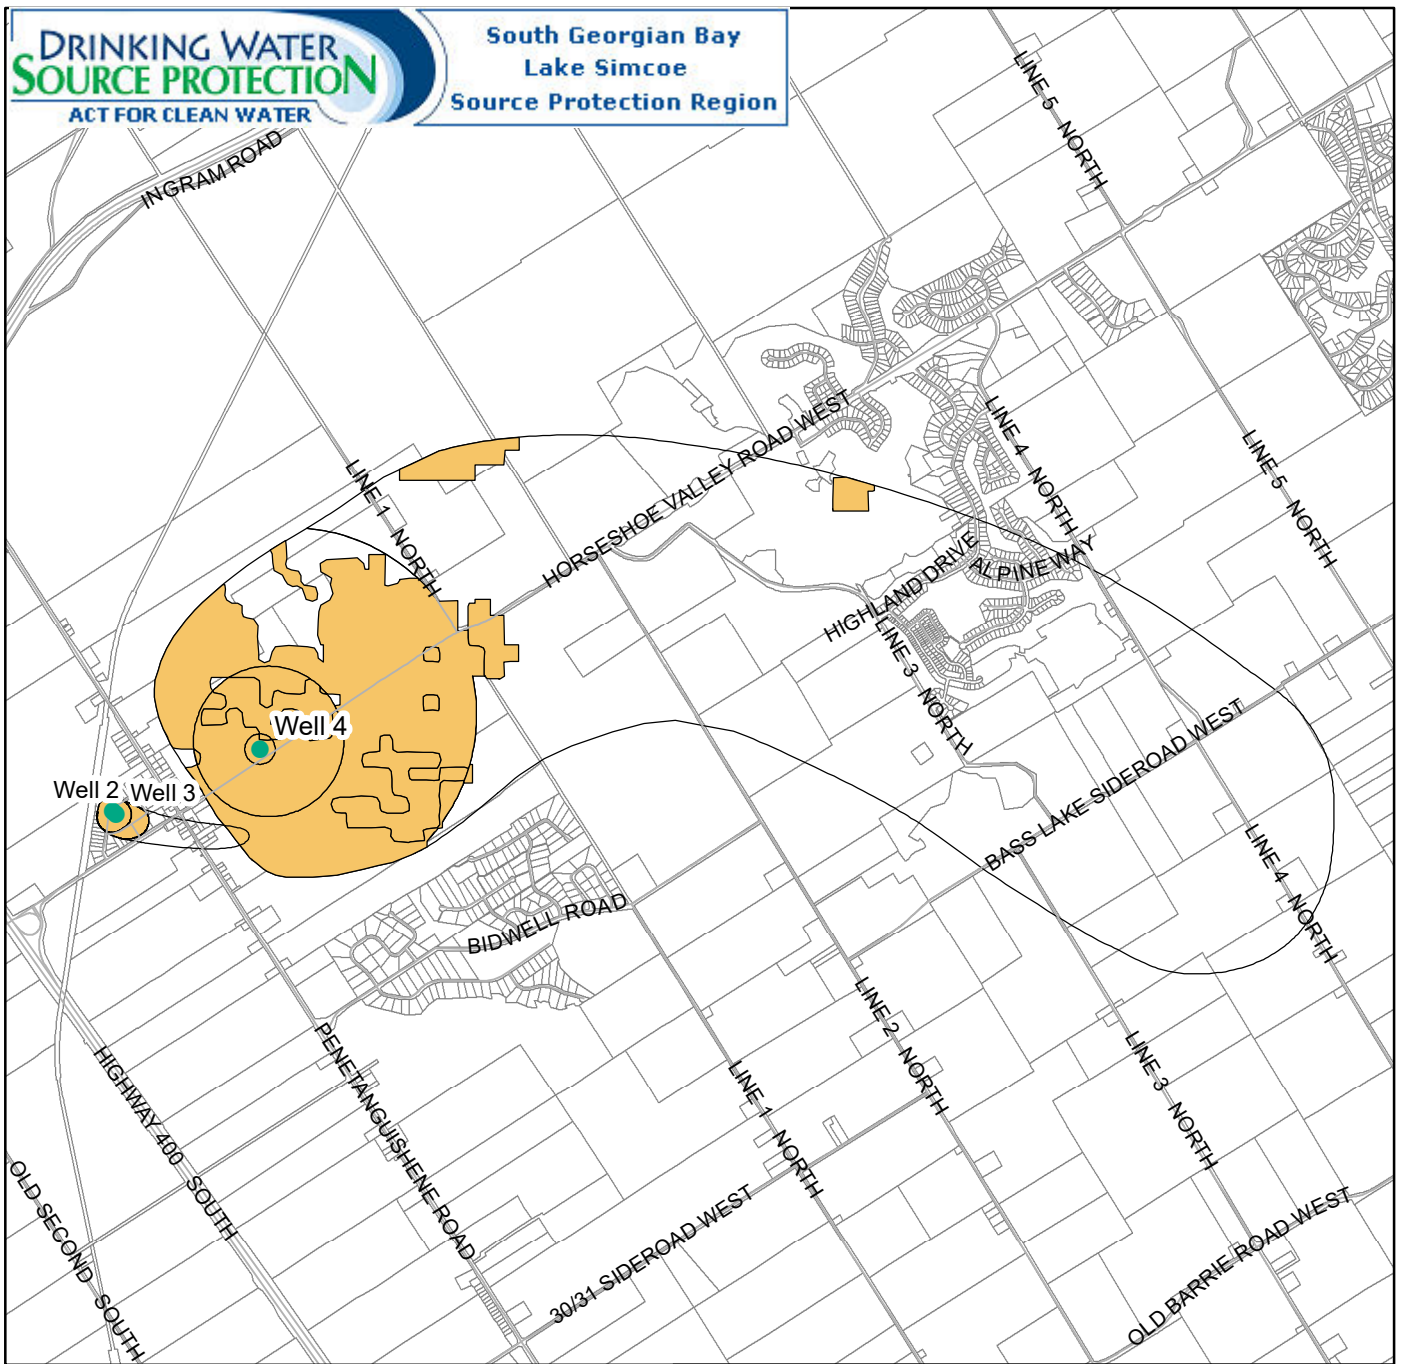 DRINKING WATER
SOURCE PROTECTION
ACT FOR CLEAN WATER
South Georgian Bay
Lake Simcoe
Source Protection Region
INGRAM ROAD
LINE 5 NORTH
LINE 1 NORTH
HORSESHOE VALLEY ROAD WEST
LINE 4 NORTH
LINE 5 NORTH
HIGHLAND DRIVE
ALPINE WAY
LINE 3 NORTH
Well 4
Well 2
Well 3
BASS LAKE SIDEROAD WEST
LINE 4 NORTH
BIDWELL ROAD
LINE 2 NORTH
LINE 3 NORTH
PENETANGUISHENE ROAD
HIGHWAY 400 SOUTH
LINE 1 NORTH
OLD SECOND SOUTH
30/31 SIDEROAD WEST
OLD BARRIE ROAD WEST